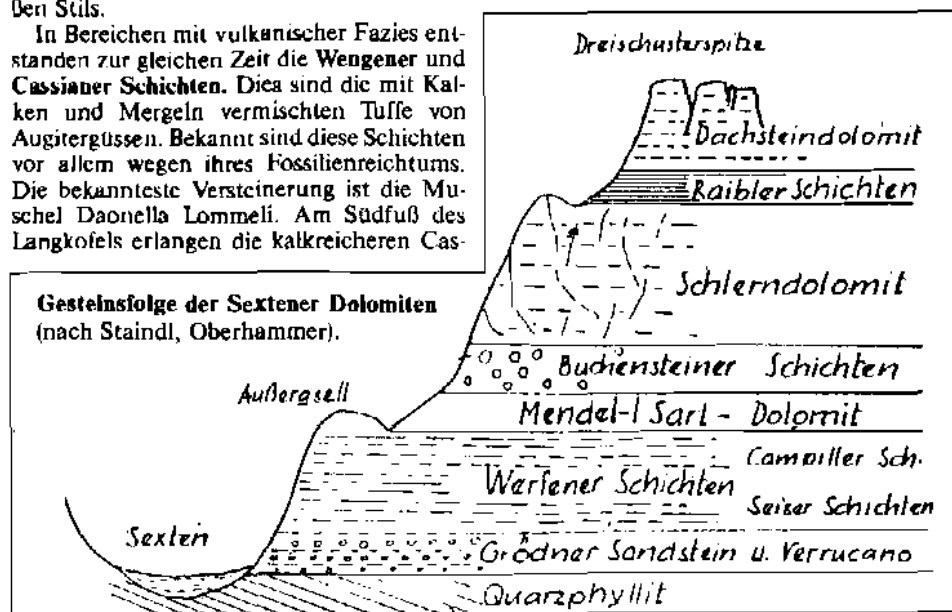 ßen Stils.
In Bereichen mit vulkanischer Fazies ent-
standen zur gleichen Zeit die Wengener und
Cassianer Schichten. Dies sind die mit Kal-
ken und Mergeln vermischten Tuffe von
Augitergüssen. Bekannt sind diese Schichten
vor allem wegen ihres Fossilienreichtums.
Die bekannteste Versteinerung ist die Mu-
schel Daonella Lommeli. Am Südfuß des
Langkofels erlangen die kalkreicheren Cas-
Gesteinsfolge der Sextener Dolomiten
(nach Staindl, Oberhammer).
Dreischusterspitze
Dachsteindolomit
Raibler Schichten
Schlerndolomit
Buchensteiner Schichten
Außergsell
Mendel-/Sarl-Dolomit
Campiller Sch.
Werfener Schichten
Seiser Schichten
Sexten
Grödner Sandstein u. Verrucano
Quarzphyllit